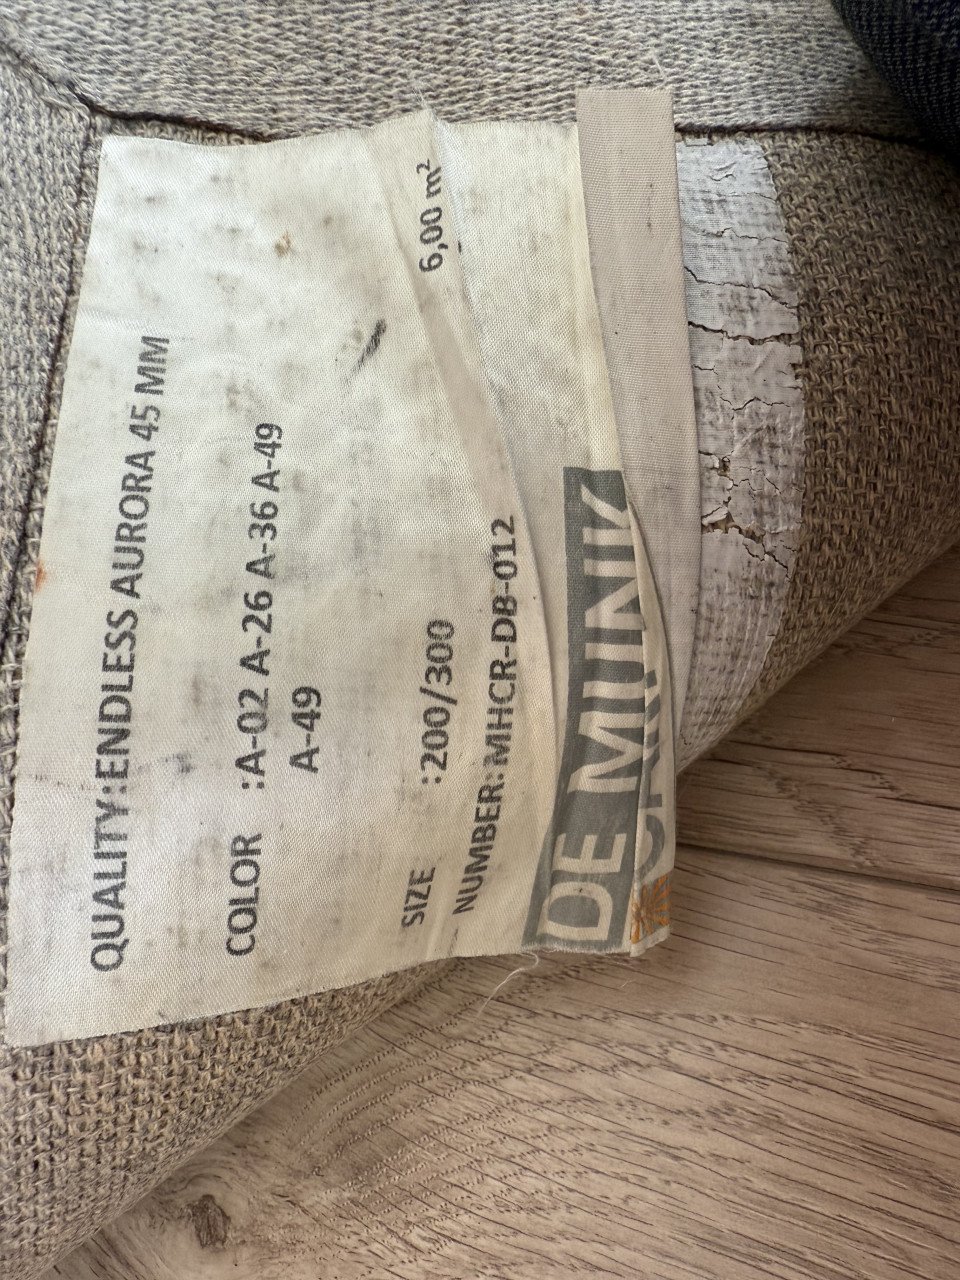 QUALITY:ENDLESS AURORA 45 MM
COLOR :A-02 A-26 A-36 A-49
A-49
SIZE :200/300 6,00 m²
NUMBER: MHCR-DB-012
DE MUNK